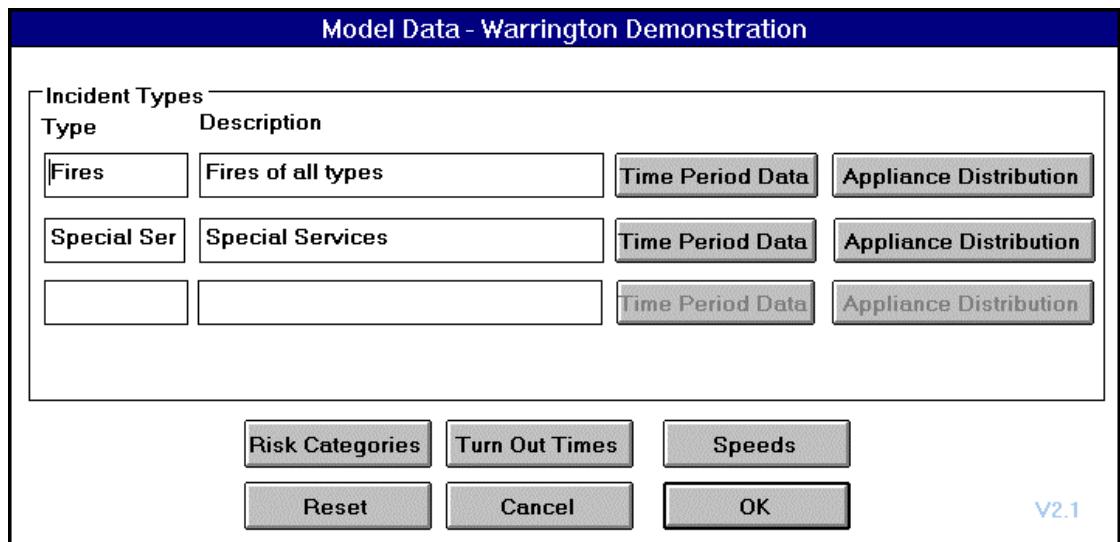 Model Data - Warrington Demonstration
Incident Types
Type Description
Fires Fires of all types Time Period Data Appliance Distribution
Special Ser Special Services Time Period Data Appliance Distribution
Time Period Data Appliance Distribution
Risk Categories Turn Out Times Speeds
Reset Cancel OK V2.1